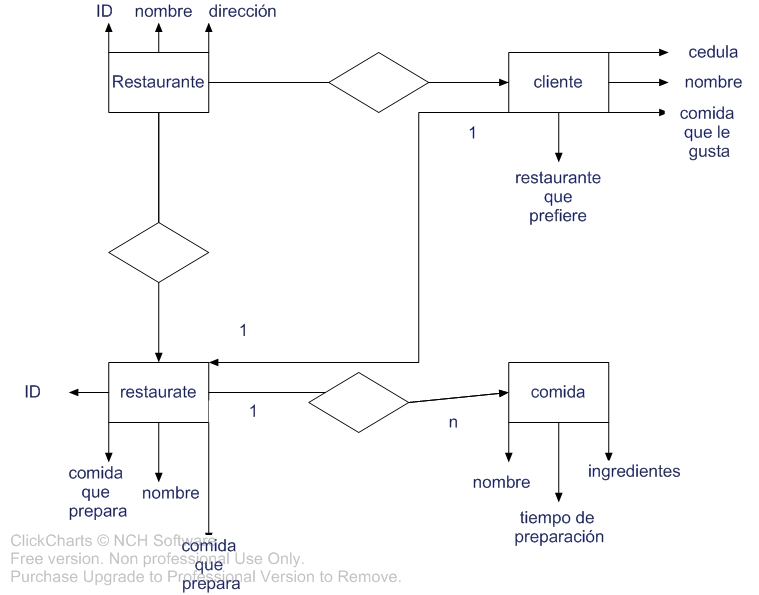 ID nombre dirección
Restaurante
cliente
cedula
nombre
comida
que le
gusta
1
restaurante
que
prefiere
1
ID
restaurate
1
n
comida
comida
que
prepara
nombre
comida
que
prepara
nombre
tiempo de
preparación
ingredientes
ClickCharts © NCH Software
Free version. Non professional Use Only.
Purchase Upgrade to Professional Version to Remove.